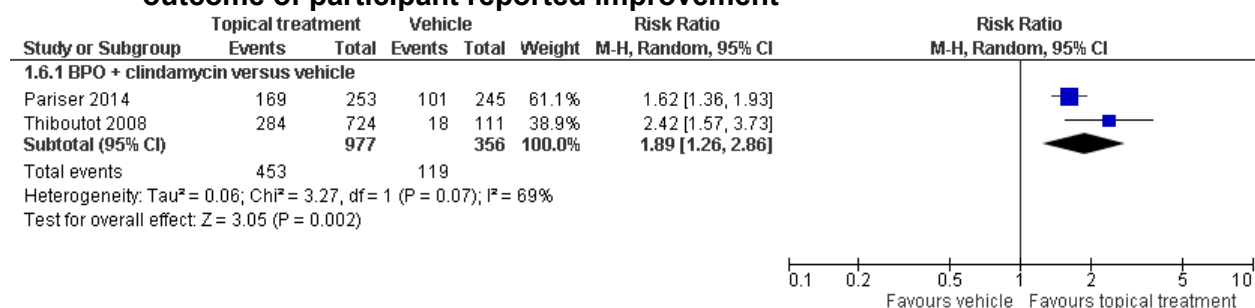 outcome of participant reported improvement
Topical treatment Vehicle Risk Ratio Risk Ratio
Study or Subgroup Events Total Events Total Weight M-H, Random, 95% CI M-H, Random, 95% CI
1.6.1 BPO + clindamycin versus vehicle
Pariser 2014 169 253 101 245 61.1% 1.62 [1.36, 1.93]
Thiboutot 2008 284 724 18 111 38.9% 2.42 [1.57, 3.73]
Subtotal (95% CI) 977 356 100.0% 1.89 [1.26, 2.86]
Total events 453 119
Heterogeneity: Tau² = 0.06; Chi² = 3.27, df = 1 (P = 0.07); I² = 69%
Test for overall effect: Z = 3.05 (P = 0.002)
0.1 0.2 0.5 1 2 5 10
Favours vehicle Favours topical treatment